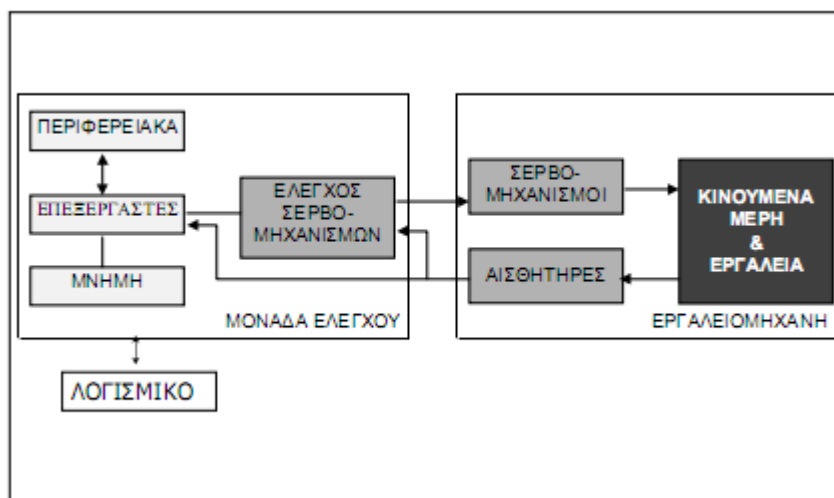 ΠΕΡΙΦΕΡΕΙΑΚΑ
ΕΠΕΞΕΡΓΑΣΤΕΣ
ΜΝΗΜΗ
ΕΛΕΓΧΟΣ
ΣΕΡΒΟ-
ΜΗΧΑΝΙΣΜΩΝ
ΜΟΝΑΔΑ ΕΛΕΓΧΟΥ
ΛΟΓΙΣΜΙΚΟ
ΣΕΡΒΟ-
ΜΗΧΑΝΙΣΜΟΙ
ΑΙΣΘΗΤΗΡΕΣ
ΚΙΝΟΥΜΕΝΑ
ΜΕΡΗ
&
ΕΡΓΑΛΕΙΑ
ΕΡΓΑΛΕΙΟΜΗΧΑΝΗ